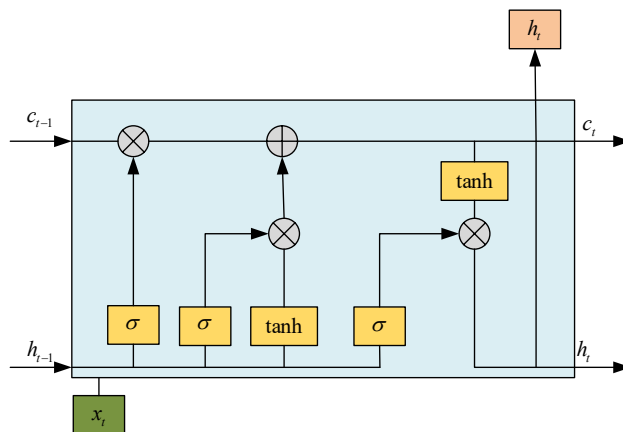 h_t
c_{t-1}
c_t
tanh
σ
σ
tanh
σ
h_{t-1}
h_t
x_t